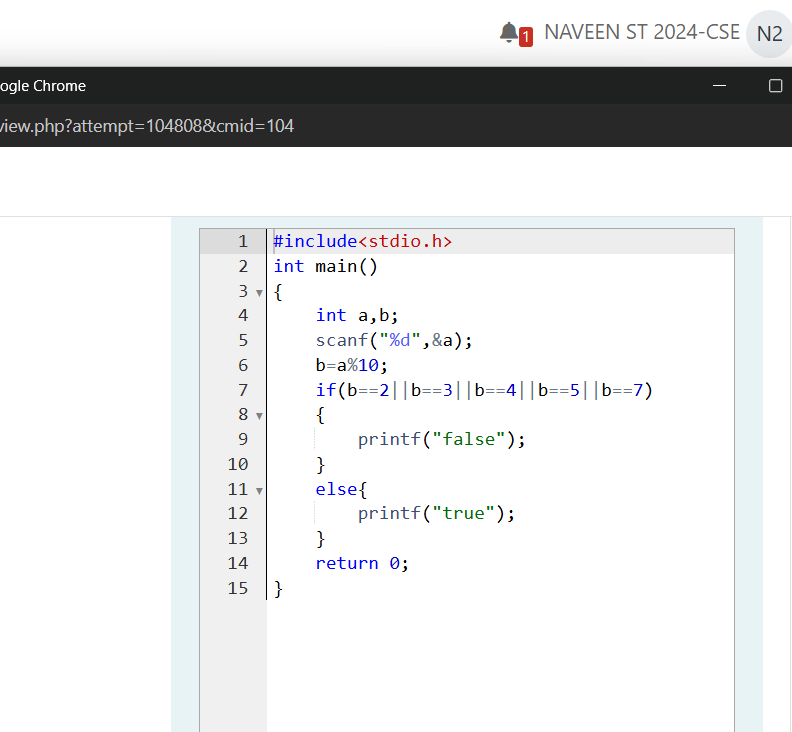 1 NAVEEN ST 2024-CSE N2
ogle Chrome
view.php?attempt=104808&cmid=104
1 #include<stdio.h>
2 int main()
3 {
4     int a,b;
5     scanf("%d",&a);
6     b=a%10;
7     if(b==2||b==3||b==4||b==5||b==7)
8     {
9         printf("false");
10     }
11     else{
12         printf("true");
13     }
14     return 0;
15 }